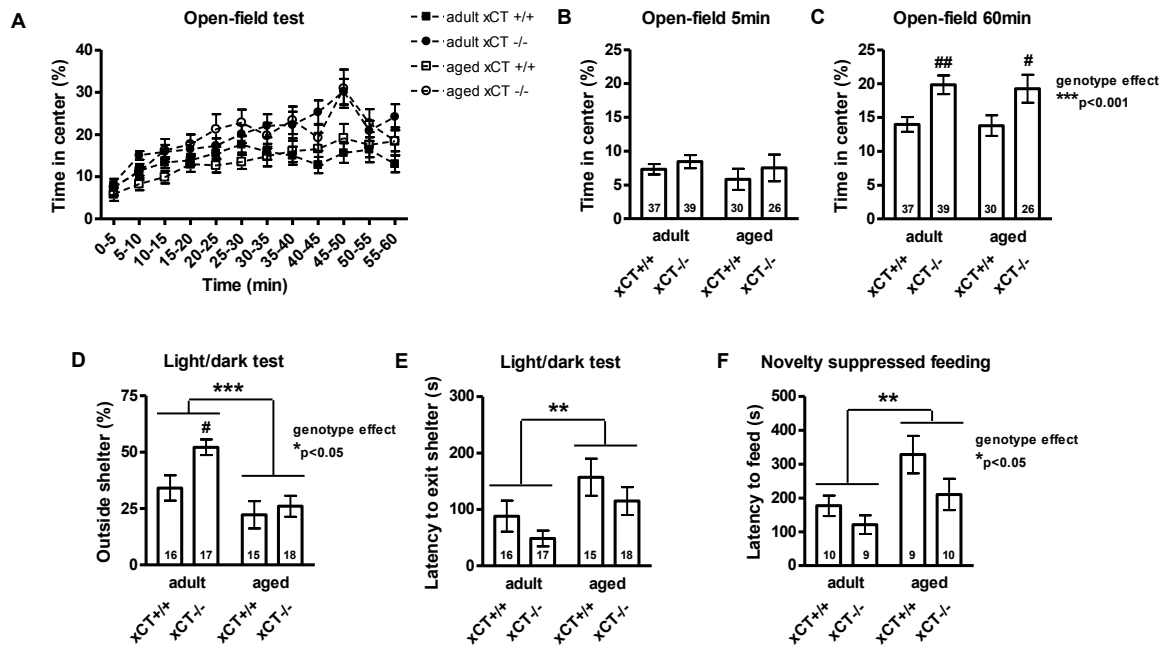 A
Open-field test
Time in center (%)
40
30
20
10
0
0-5
5-10
10-15
15-20
20-25
25-30
30-35
35-40
40-45
45-50
50-55
55-60
Time (min)
adult xCT +/+
adult xCT -/-
aged xCT +/+
aged xCT -/-
B
Open-field 5min
Time in center (%)
25
20
15
10
5
0
37 39 30 26
adult aged
xCT+/+ xCT-/- xCT+/+ xCT-/-
C
Open-field 60min
Time in center (%)
25
20
15
10
5
0
## #
37 39 30 26
adult aged
xCT+/+ xCT-/- xCT+/+ xCT-/-
genotype effect
***p<0.001
D
Light/dark test
Outside shelter (%)
75
50
25
0
***
#
16 17 15 18
adult aged
xCT+/+ xCT-/- xCT+/+ xCT-/-
genotype effect
*p<0.05
E
Light/dark test
Latency to exit shelter (s)
300
200
100
0
**
16 17 15 18
adult aged
xCT+/+ xCT-/- xCT+/+ xCT-/-
F
Novelty suppressed feeding
Latency to feed (s)
500
400
300
200
100
0
**
10 9 9 10
adult aged
xCT+/+ xCT-/- xCT+/+ xCT-/-
genotype effect
*p<0.05